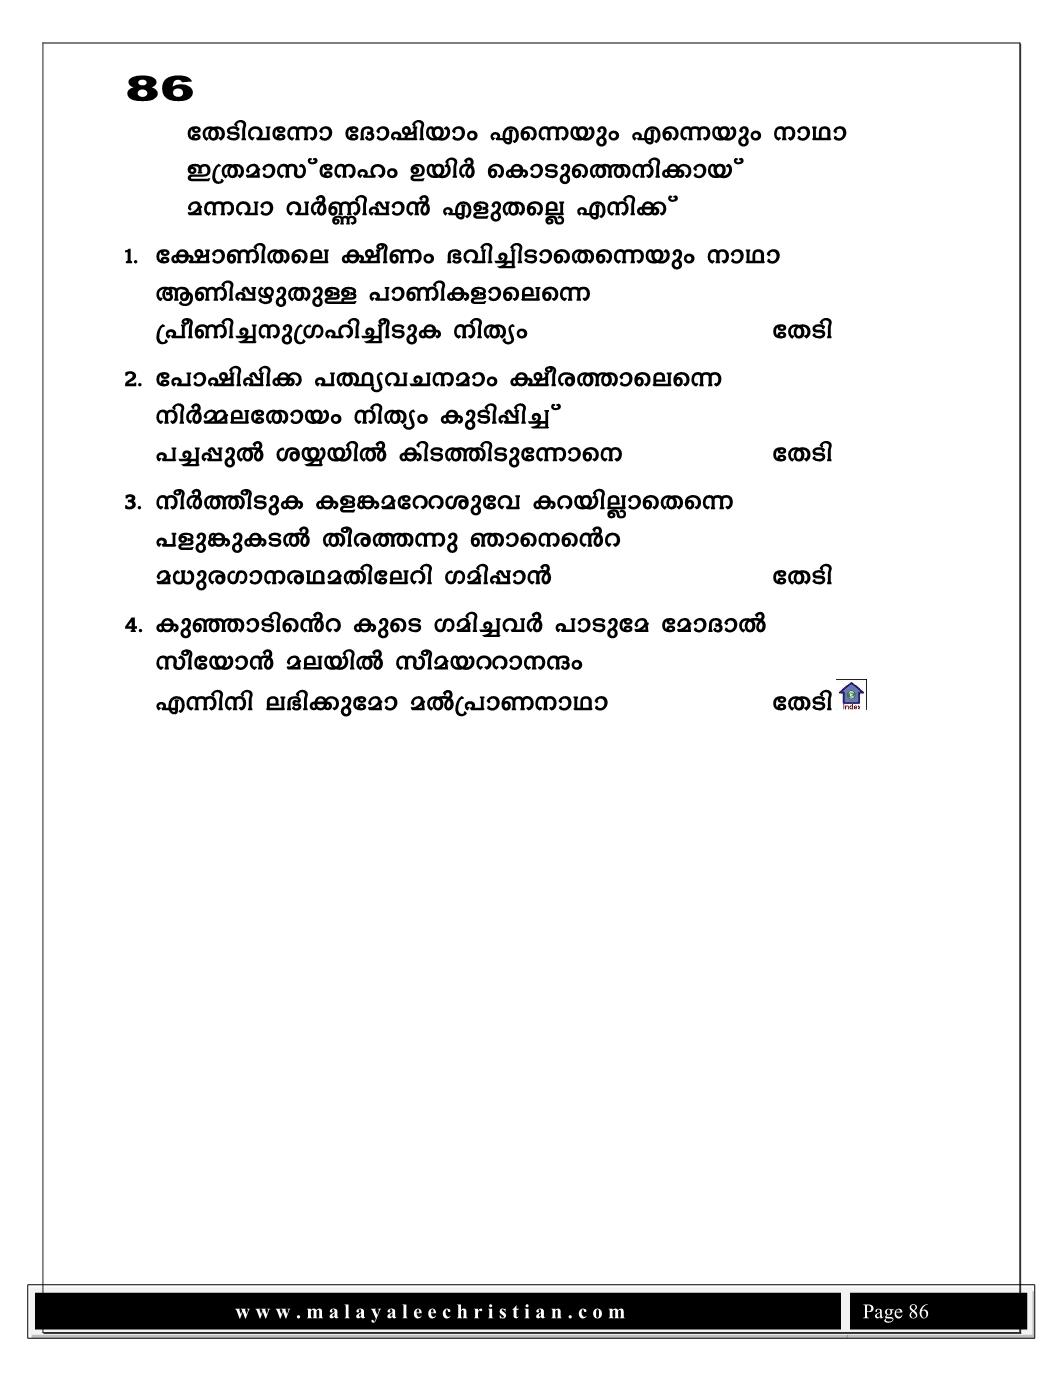 86
തേടിവന്നോ ദോഷിയാം എന്നെയും എന്നെയും നാഥാ
ഇത്രമാസ്നേഹം ഉയിർ കൊടുത്തെനിക്കായ്
മന്നവാ വർണ്ണിപ്പാൻ എളുതല്ലെ എനിക്ക്
1. ക്ഷോണിതലെ ക്ഷീണം ഭവിച്ചിടാതെന്നെയും നാഥാ
ആണിപ്പഴുതുള്ള പാണികളാലെന്നെ
പ്രീണിച്ചനുഗ്രഹിച്ചീടുക നിത്യം തേടി
2. പോഷിപ്പിക്ക പത്ഥ്യവചനമാം ക്ഷീരത്താലെന്നെ
നിർമ്മലതോയം നിത്യം കുടിപ്പിച്ച്
പച്ചപ്പുൽ ശയ്യയിൽ കിടത്തിടുന്നോനെ തേടി
3. നീർത്തീടുക കളങ്കമറേറശുവേ കറയില്ലാതെന്നെ
പളുങ്കുകടൽ തീരത്തന്നു ഞാനെൻെറ
മധുരഗാനരഥമതിലേറി ഗമിപ്പാൻ തേടി
4. കുഞ്ഞാടിൻെറ കുടെ ഗമിച്ചവർ പാടുമേ മോദാൽ
സീയോൻ മലയിൽ സീമയററാനന്ദം
എന്നിനി ലഭിക്കുമോ മൽപ്രാണനാഥാ തേടി
index
www.malayaleechristian.com Page 86